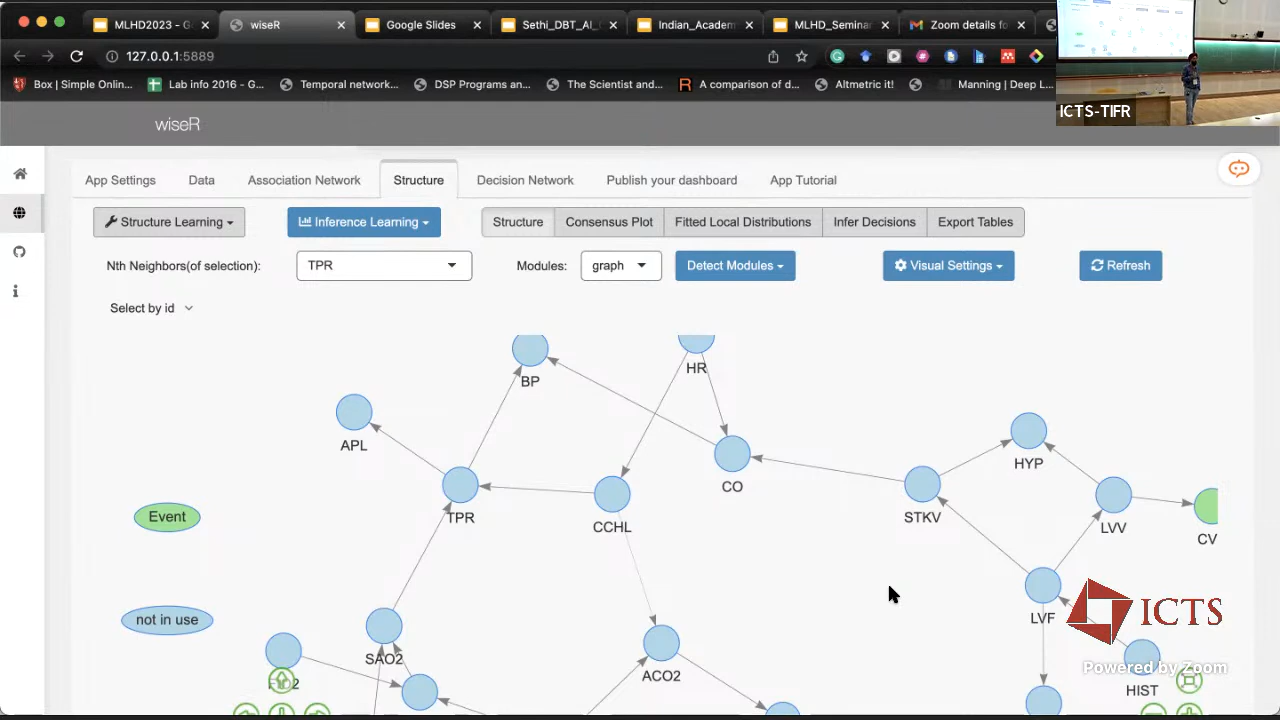 MLHD2023 - G
wiseR
Google Slides
Sethi_DBT_AI_
Indian_Acade
MLHD_Semina
Zoom details fo
127.0.0.1:5889
Box | Simple Onlin...
Lab info 2016 - G...
Temporal network...
DSP Programs an...
The Scientist and...
A comparison of d...
Altmetric it!
Manning | Deep L...
ICTS-TIFR
wiseR
App Settings
Data
Association Network
Structure
Decision Network
Publish your dashboard
App Tutorial
Structure Learning
Inference Learning
Structure
Consensus Plot
Fitted Local Distributions
Infer Decisions
Export Tables
Nth Neighbors(of selection):
TPR
Modules:
graph
Detect Modules
Visual Settings
Refresh
Select by id
BP
HR
APL
HYP
CO
TPR
CCHL
STKV
LVV
CV
Event
not in use
LVF
ICTS
SAO2
ACO2
HIST
Powered by Zoom